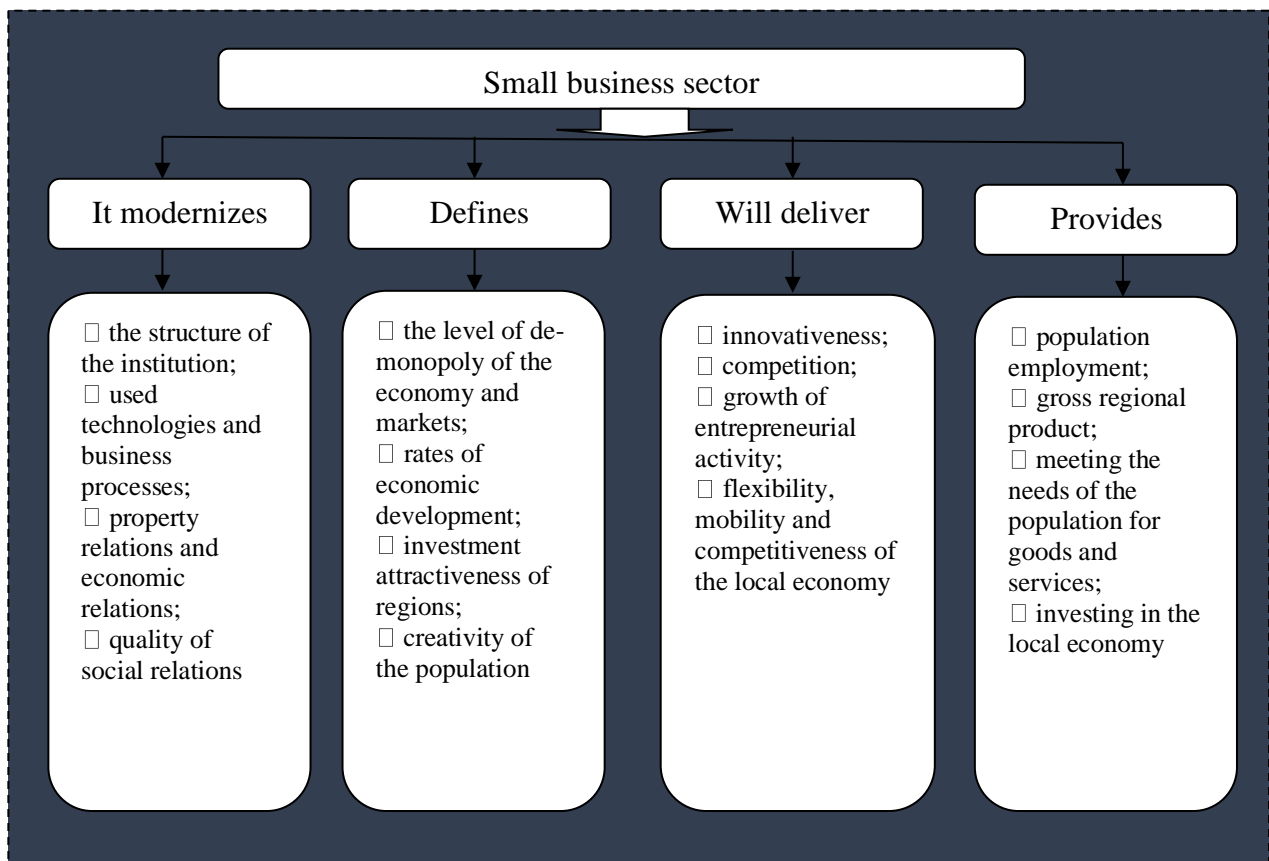 Small business sector
It modernizes
Defines
Will deliver
Provides
□ the structure of
the institution;
□ used
technologies and
business
processes;
□ property
relations and
economic
relations;
□ quality of
social relations
□ the level of de-
monopoly of the
economy and
markets;
□ rates of
economic
development;
□ investment
attractiveness of
regions;
□ creativity of
the population
□ innovativeness;
□ competition;
□ growth of
entrepreneurial
activity;
□ flexibility,
mobility and
competitiveness of
the local economy
□ population
employment;
□ gross regional
product;
□ meeting the
needs of the
population for
goods and
services;
□ investing in the
local economy